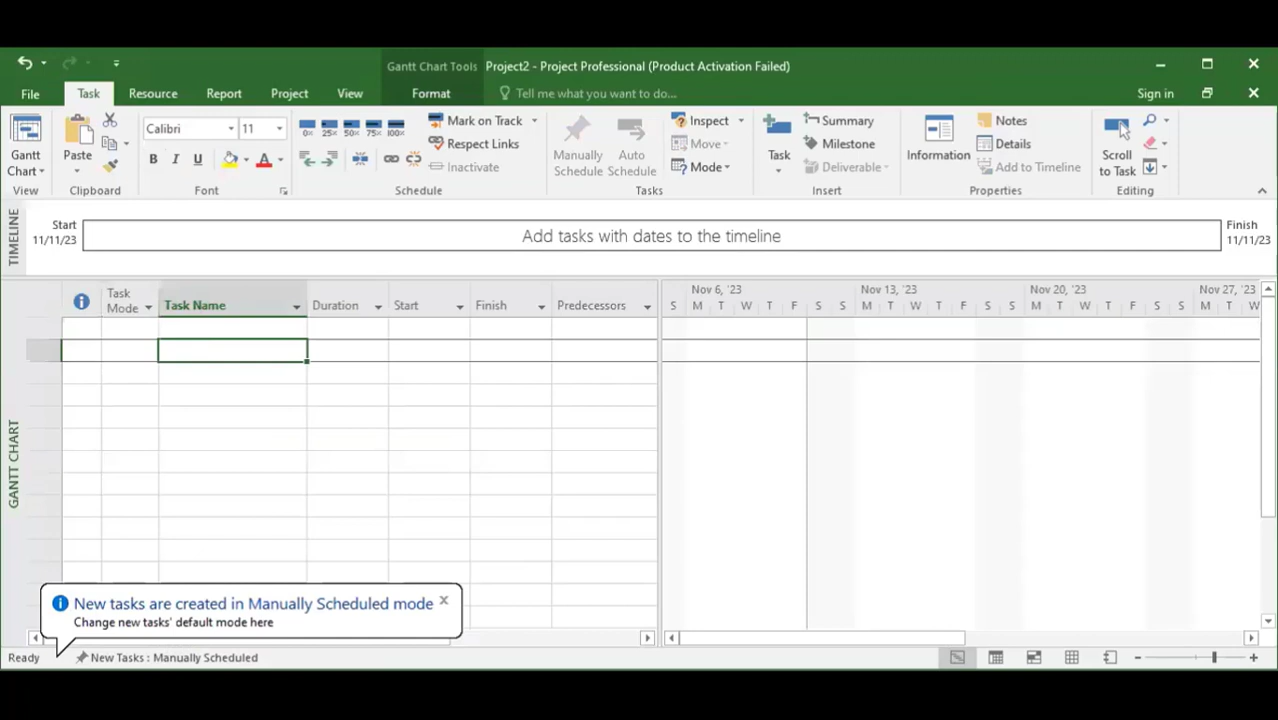 Gantt Chart Tools Project2 - Project Professional (Product Activation Failed)
File Task Resource Report Project View Format Tell me what you want to do... Sign in
Gantt Chart
View
Paste
Clipboard
Calibri 11
B I U A
Font
0% 25% 50% 75% 100%
Mark on Track
Respect Links
Inactivate
Schedule
Manually Schedule
Auto Schedule
Inspect
Move
Mode
Tasks
Task
Summary
Milestone
Deliverable
Insert
Information
Notes
Details
Add to Timeline
Properties
Scroll to Task
Editing
TIMELINE
Start
11/11/23
Add tasks with dates to the timeline
Finish
11/11/23
GANTT CHART
Task Mode Task Name Duration Start Finish Predecessors
Nov 6, '23 Nov 13, '23 Nov 20, '23 Nov 27, '23
S M T W T F S S M T W T F S S M T W T F S S M T W
New tasks are created in Manually Scheduled mode
Change new tasks' default mode here
Ready New Tasks : Manually Scheduled